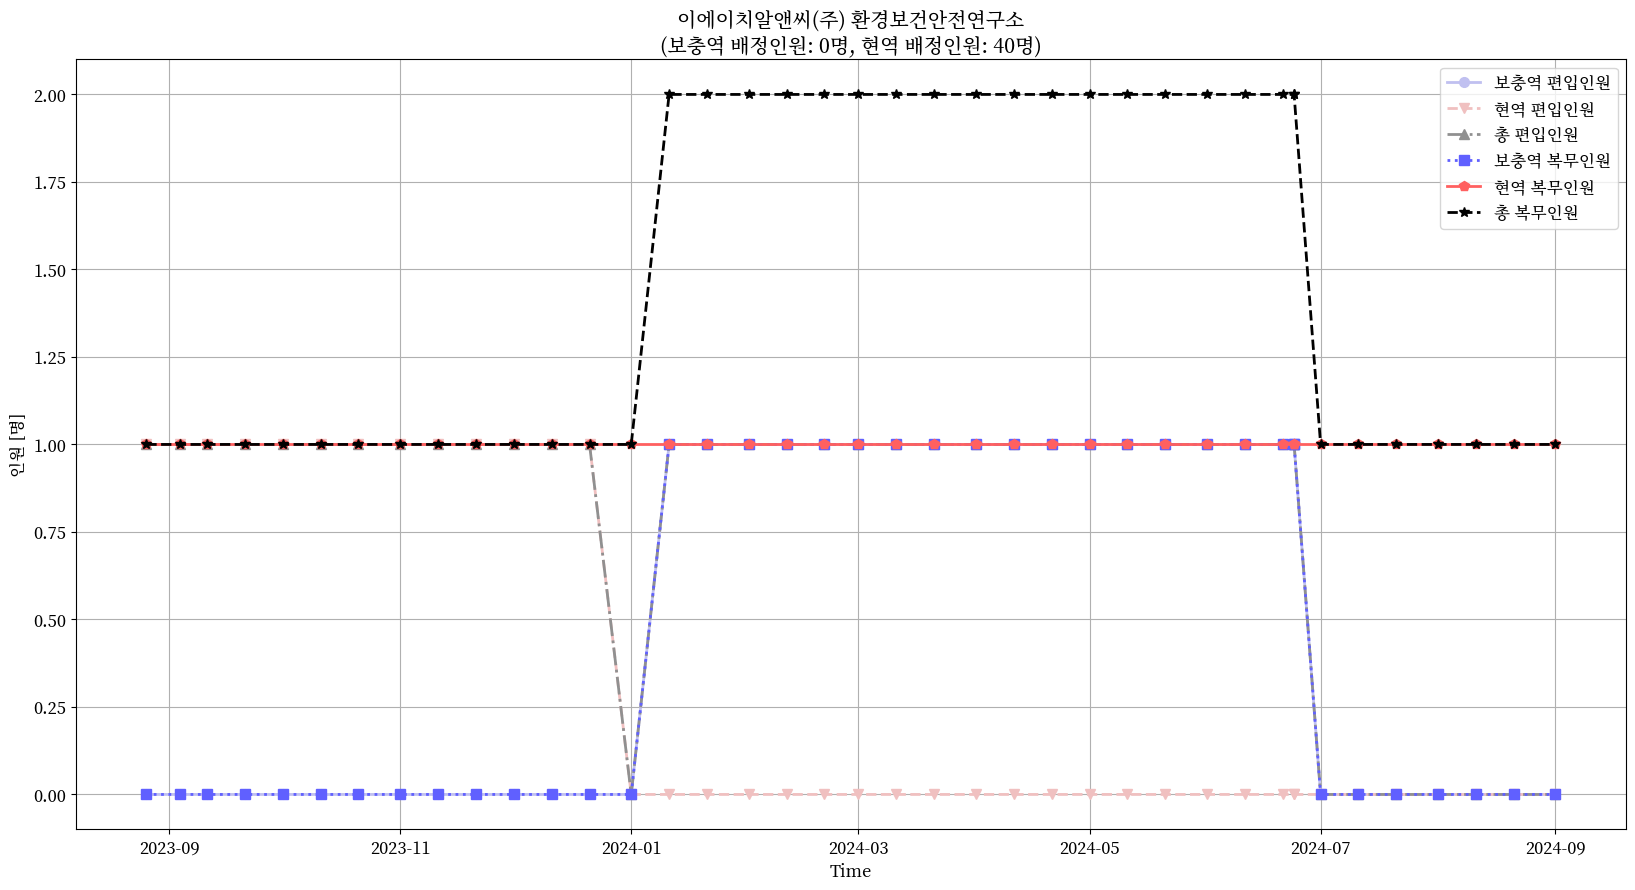 이에이치알앤씨(주) 환경보건안전연구소
(보충역 배정인원: 0명, 현역 배정인원: 40명)
보충역 편입인원
현역 편입인원
총 편입인원
보충역 복무인원
현역 복무인원
총 복무인원
인원 [명]
2.00
1.75
1.50
1.25
1.00
0.75
0.50
0.25
0.00
2023-09 2023-11 2024-01 2024-03 2024-05 2024-07 2024-09
Time